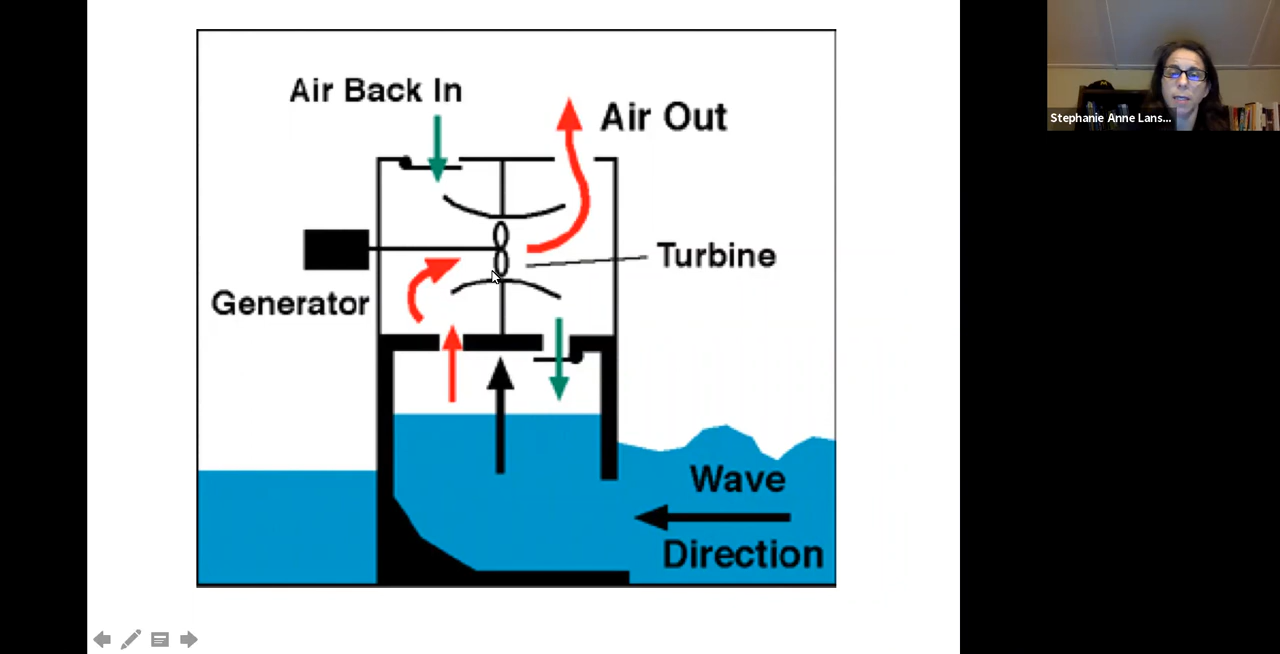 Air Back In
Air Out
Turbine
Generator
Wave
Direction
Stephanie Anne Lans...